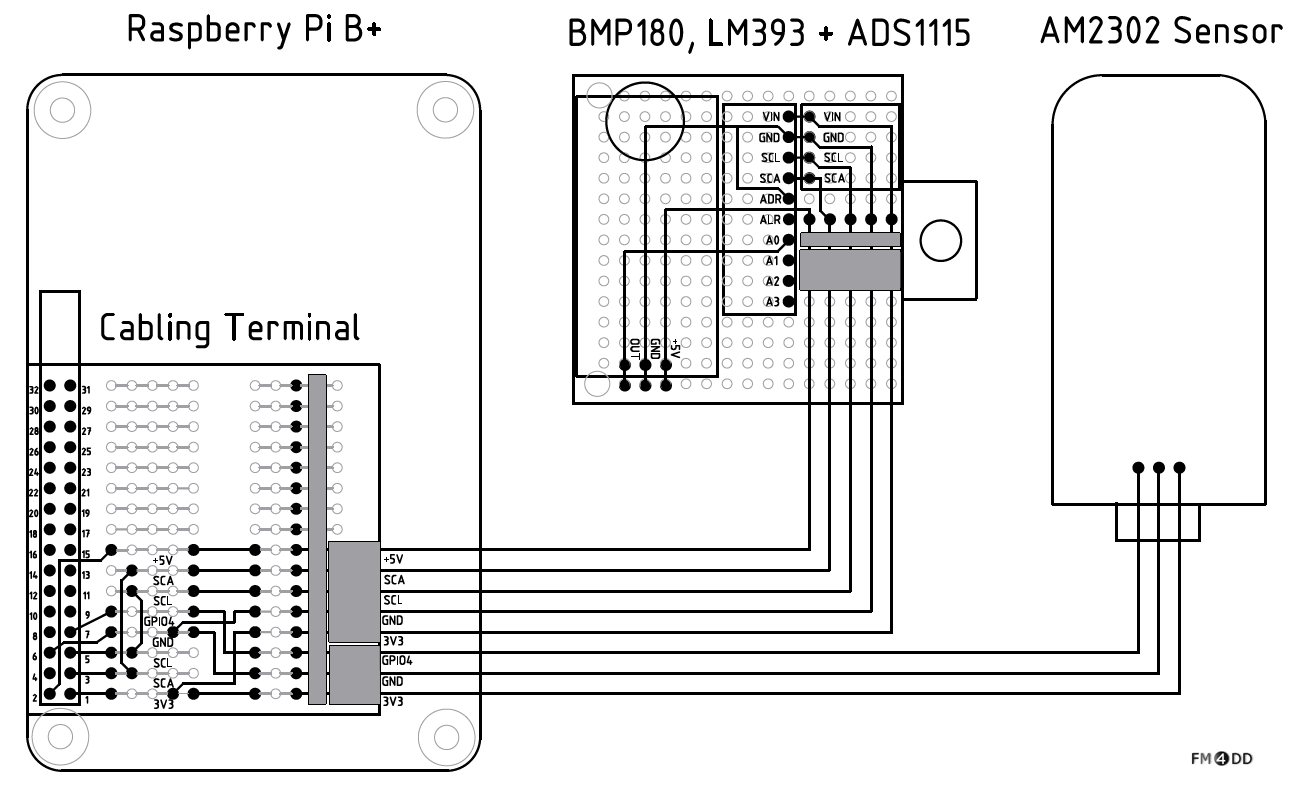 Raspberry Pi B+
BMP180, LM393 + ADS1115
AM2302 Sensor
VIN VIN
GND GND
SCL SCL
SCA SCA
ADR
ALR
A0
A1
A2
A3
OUT GND +5V
Cabling Terminal
32 31
30 29
28 27
26 25
24 23
22 21
20 19
18 17
16 15
+5V +5V
14 13
SCA SCA
12 11
SCL SCL
10 9
GPIO4 GND
8 7
GND 3V3
6 5
SCL GPIO4
4 3
SCA GND
2 1
3V3 3V3
FM4DD